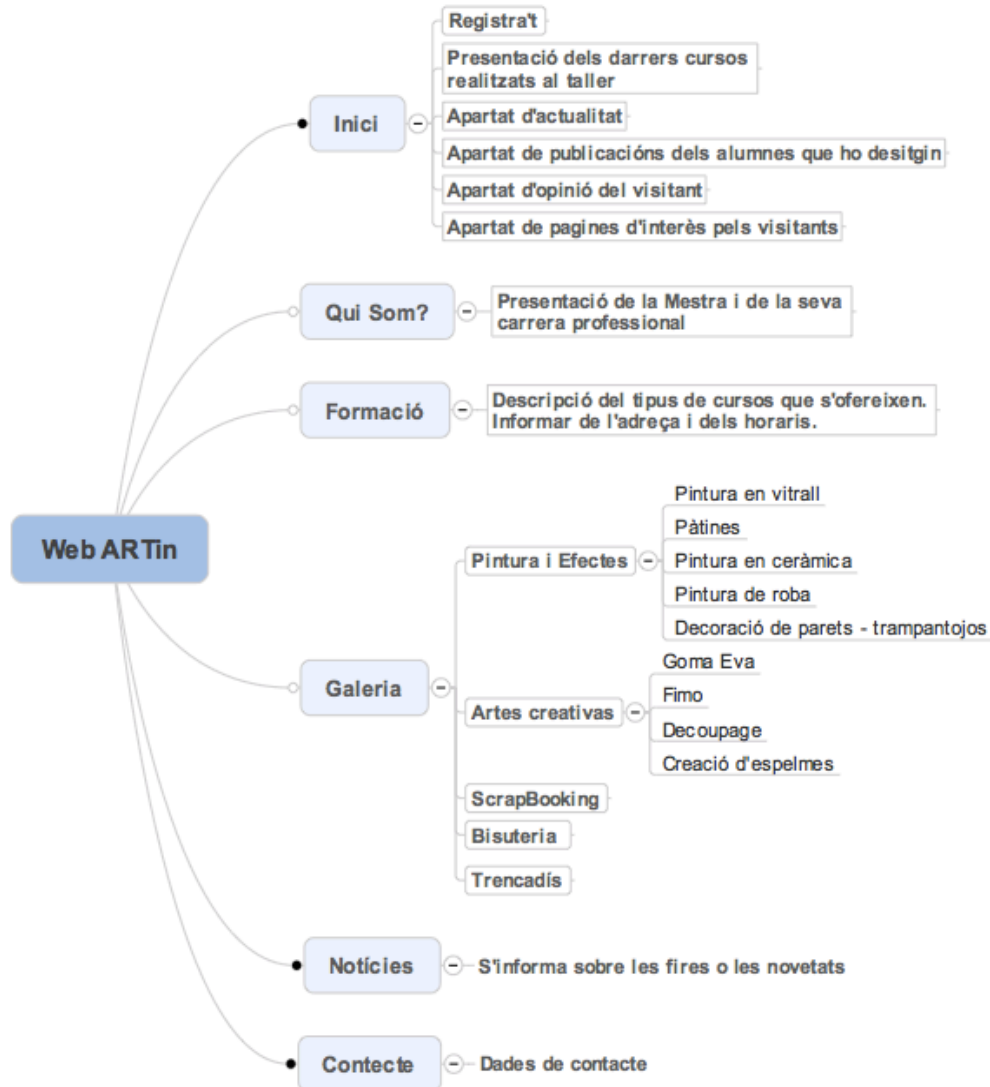 Registra't
Presentació dels darrers cursos
realitzats al taller
Inici
Apartat d'actualitat
Apartat de publicacións dels alumnes que ho desitgin
Apartat d'opinió del visitant
Apartat de pagines d'interès pels visitants
Qui Som?
Presentació de la Mestra i de la seva
carrera professional
Formació
Descripció del tipus de cursos que s'ofereixen.
Informar de l'adreça i dels horaris.
Web ARTin
Galeria
Pintura i Efectes
Pintura en vitrall
Pàtines
Pintura en ceràmica
Pintura de roba
Decoració de parets - trampantojos
Artes creativas
Goma Eva
Fimo
Decoupage
Creació d'espelmes
ScrapBooking
Bisuteria
Trencadís
Notícies
S'informa sobre les fires o les novetats
Contecte
Dades de contacte